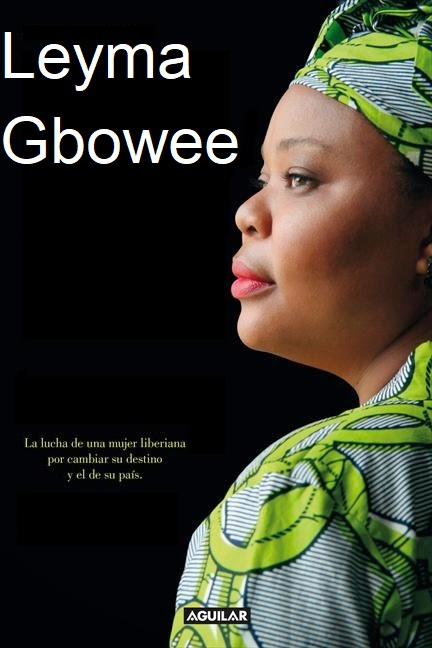 Leyma
Gbowee
La lucha de una mujer liberiana
por cambiar su destino
y el de su país.
AGUILAR